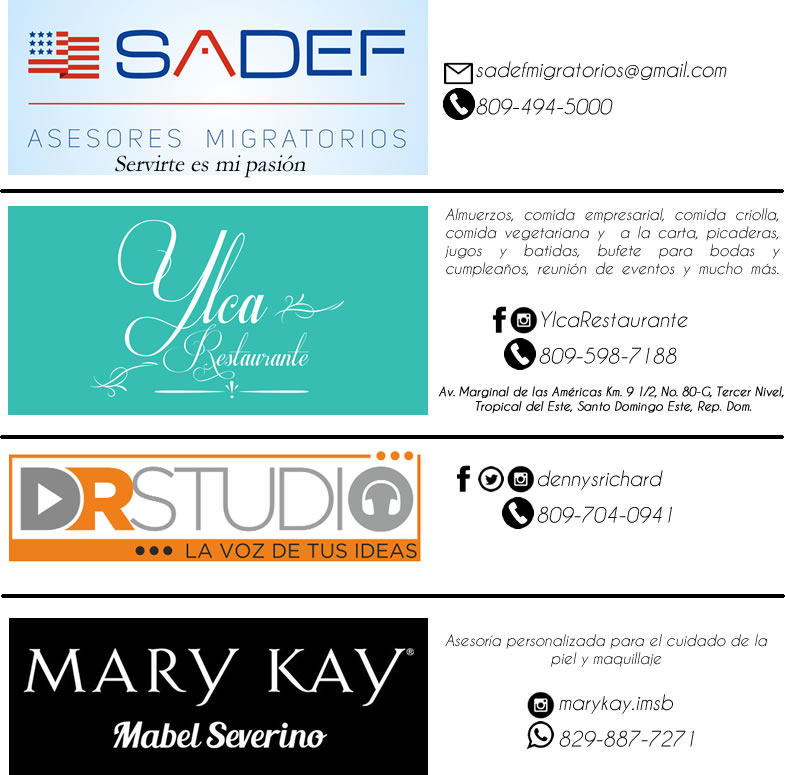 SADEF
ASESORES MIGRATORIOS
Servirte es mi pasión
sadefmigratorios@gmail.com
809-494-5000
Ylca
Restaurante
Almuerzos, comida empresarial, comida criolla,
comida vegetariana y a la carta, picaderas,
jugos y batidas, bufete para bodas y
cumpleaños, reunión de eventos y mucho más.
YlcaRestaurante
809-598-7188
Av. Marginal de las Américas Km. 9 1/2, No. 80-G, Tercer Nivel,
Tropical del Este, Santo Domingo Este, Rep. Dom.
DRSTUDIO
LA VOZ DE TUS IDEAS
dennysrichard
809-704-0941
MARY KAY®
Mabel Severino
Asesoría personalizada para el cuidado de la
piel y maquillaje
marykay.imsb
829-887-7271